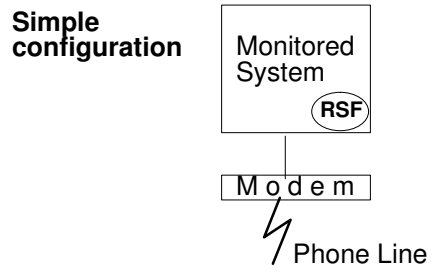 Simple
configuration
Monitored
System
RSF
Modem
Phone Line